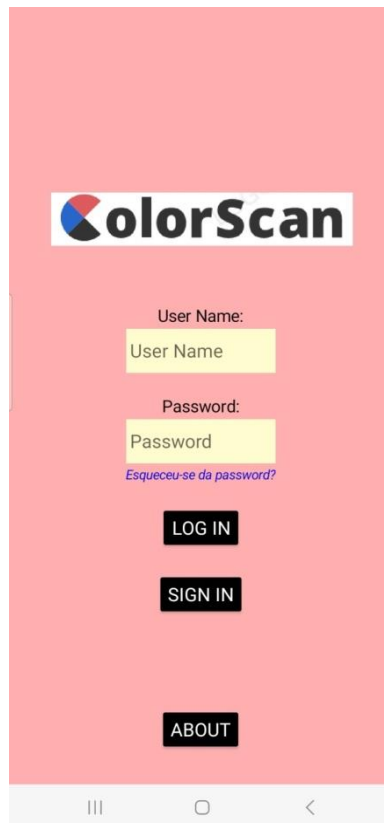 ColorScan
User Name:
User Name
Password:
Password
Esqueceu-se da password?
LOG IN
SIGN IN
ABOUT